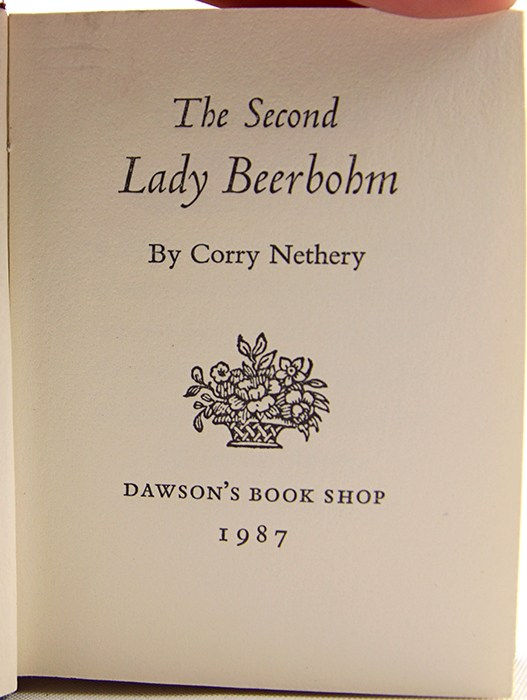 The Second
Lady Beerbohm
By Corry Nethery
DAWSON'S BOOK SHOP
1987